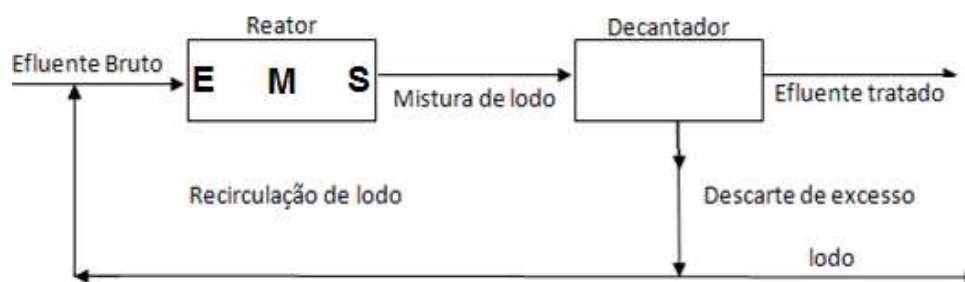 Reator
Decantador
Efluente Bruto
E M S
Mistura de lodo
Efluente tratado
Recirculação de lodo
Descarte de excesso
lodo